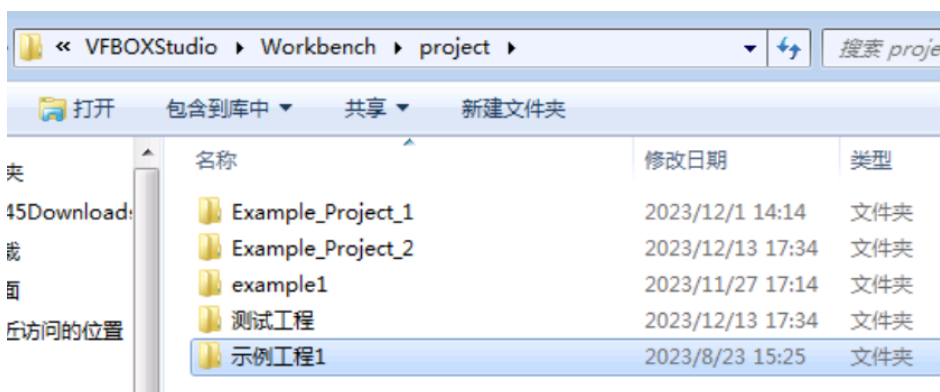 « VFBOXStudio Workbench project 搜索 proje
打开 包含到库中 共享 新建文件夹
夹 名称 修改日期 类型
45Downloads Example_Project_1 2023/12/1 14:14 文件夹
Example_Project_2 2023/12/13 17:34 文件夹
面 example1 2023/11/27 17:14 文件夹
近访问的位置 测试工程 2023/12/13 17:34 文件夹
示例工程1 2023/8/23 15:25 文件夹